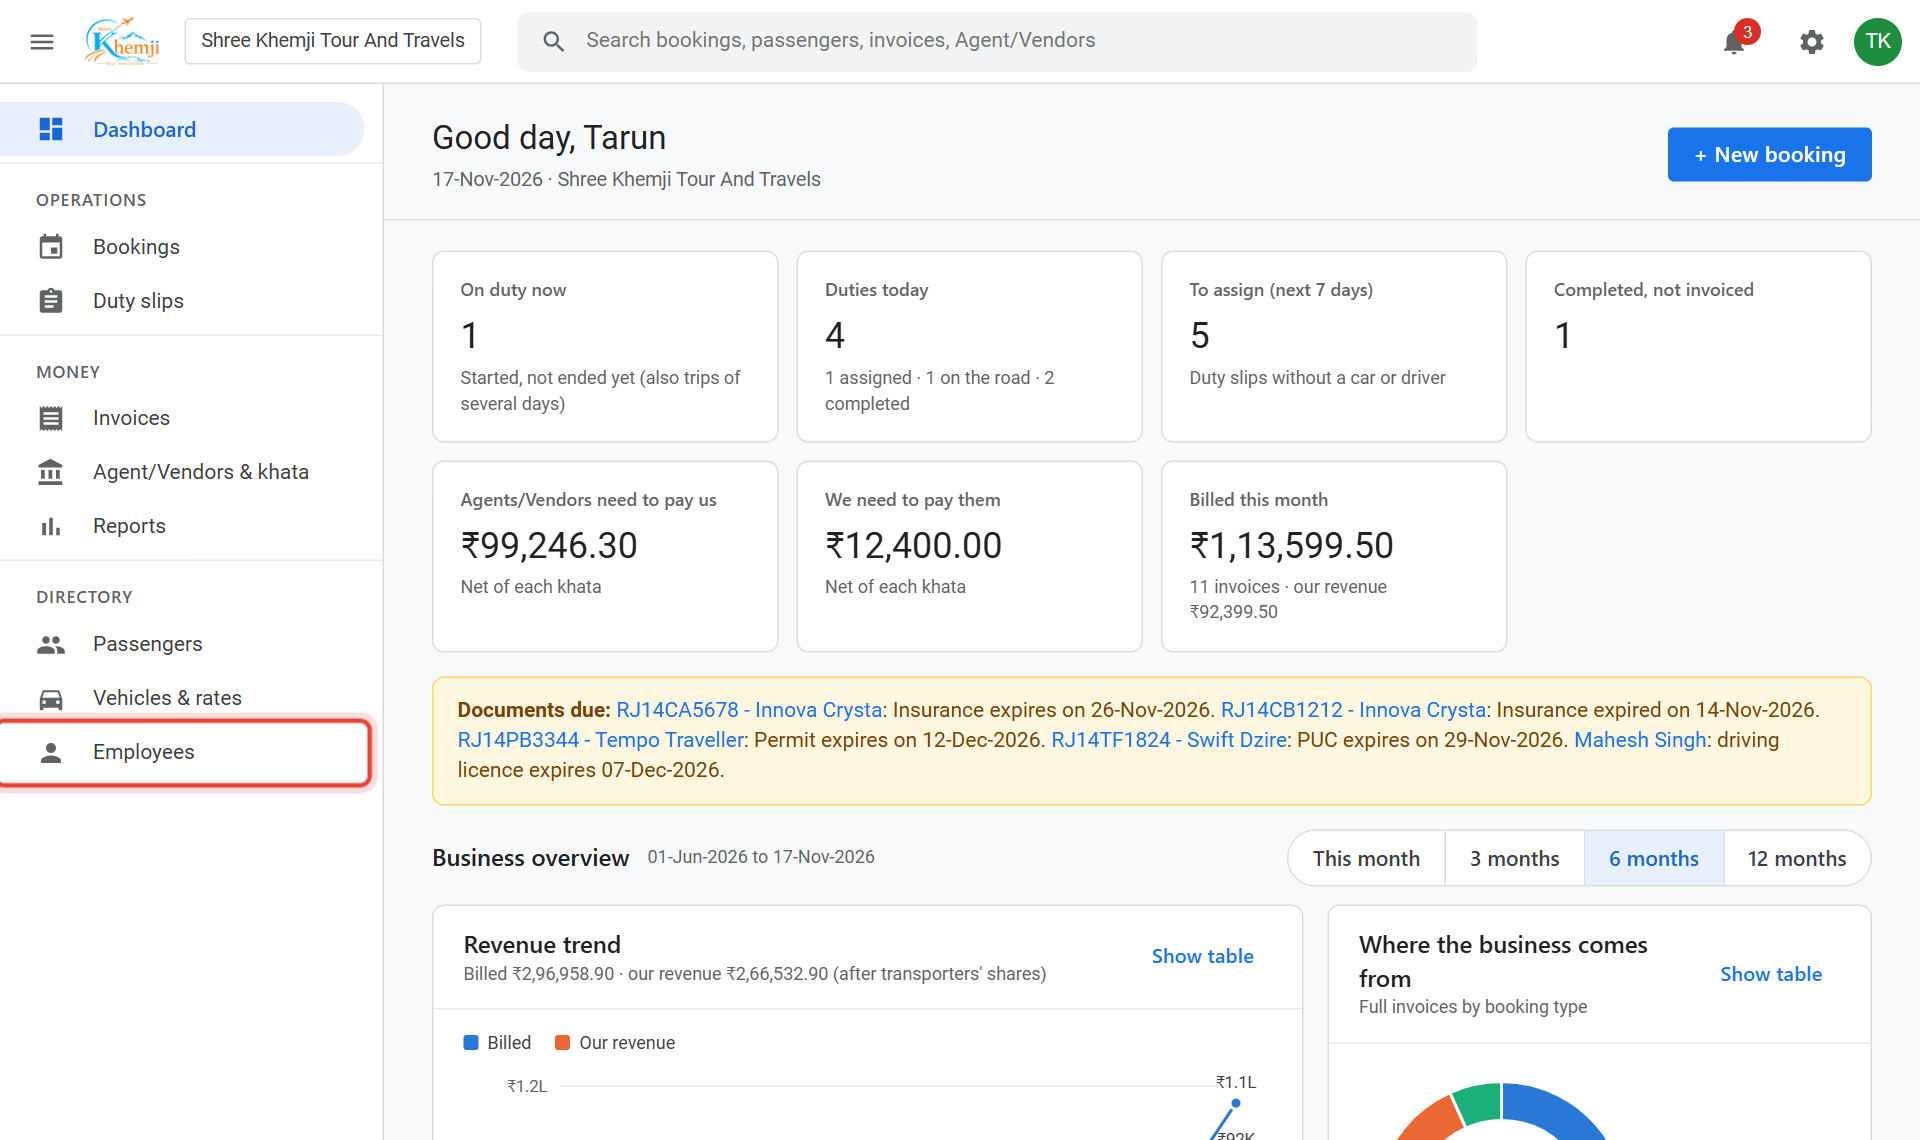 Khemji
Shree Khemji Tour And Travels
Search bookings, passengers, invoices, Agent/Vendors
3
TK
Dashboard
OPERATIONS
Bookings
Duty slips
MONEY
Invoices
Agent/Vendors & khata
Reports
DIRECTORY
Passengers
Vehicles & rates
Employees
Good day, Tarun
17-Nov-2026 · Shree Khemji Tour And Travels
+ New booking
On duty now
1
Started, not ended yet (also trips of
several days)
Duties today
4
1 assigned · 1 on the road · 2
completed
To assign (next 7 days)
5
Duty slips without a car or driver
Completed, not invoiced
1
Agents/Vendors need to pay us
₹99,246.30
Net of each khata
We need to pay them
₹12,400.00
Net of each khata
Billed this month
₹1,13,599.50
11 invoices · our revenue
₹92,399.50
Documents due: RJ14CA5678 - Innova Crysta: Insurance expires on 26-Nov-2026. RJ14CB1212 - Innova Crysta: Insurance expired on 14-Nov-2026.
RJ14PB3344 - Tempo Traveller: Permit expires on 12-Dec-2026. RJ14TF1824 - Swift Dzire: PUC expires on 29-Nov-2026. Mahesh Singh: driving
licence expires 07-Dec-2026.
Business overview 01-Jun-2026 to 17-Nov-2026
This month 3 months 6 months 12 months
Revenue trend
Billed ₹2,96,958.90 · our revenue ₹2,66,532.90 (after transporters' shares)
Show table
Billed Our revenue
₹1.2L
₹1.1L
₹92K
Where the business comes
from
Full invoices by booking type
Show table